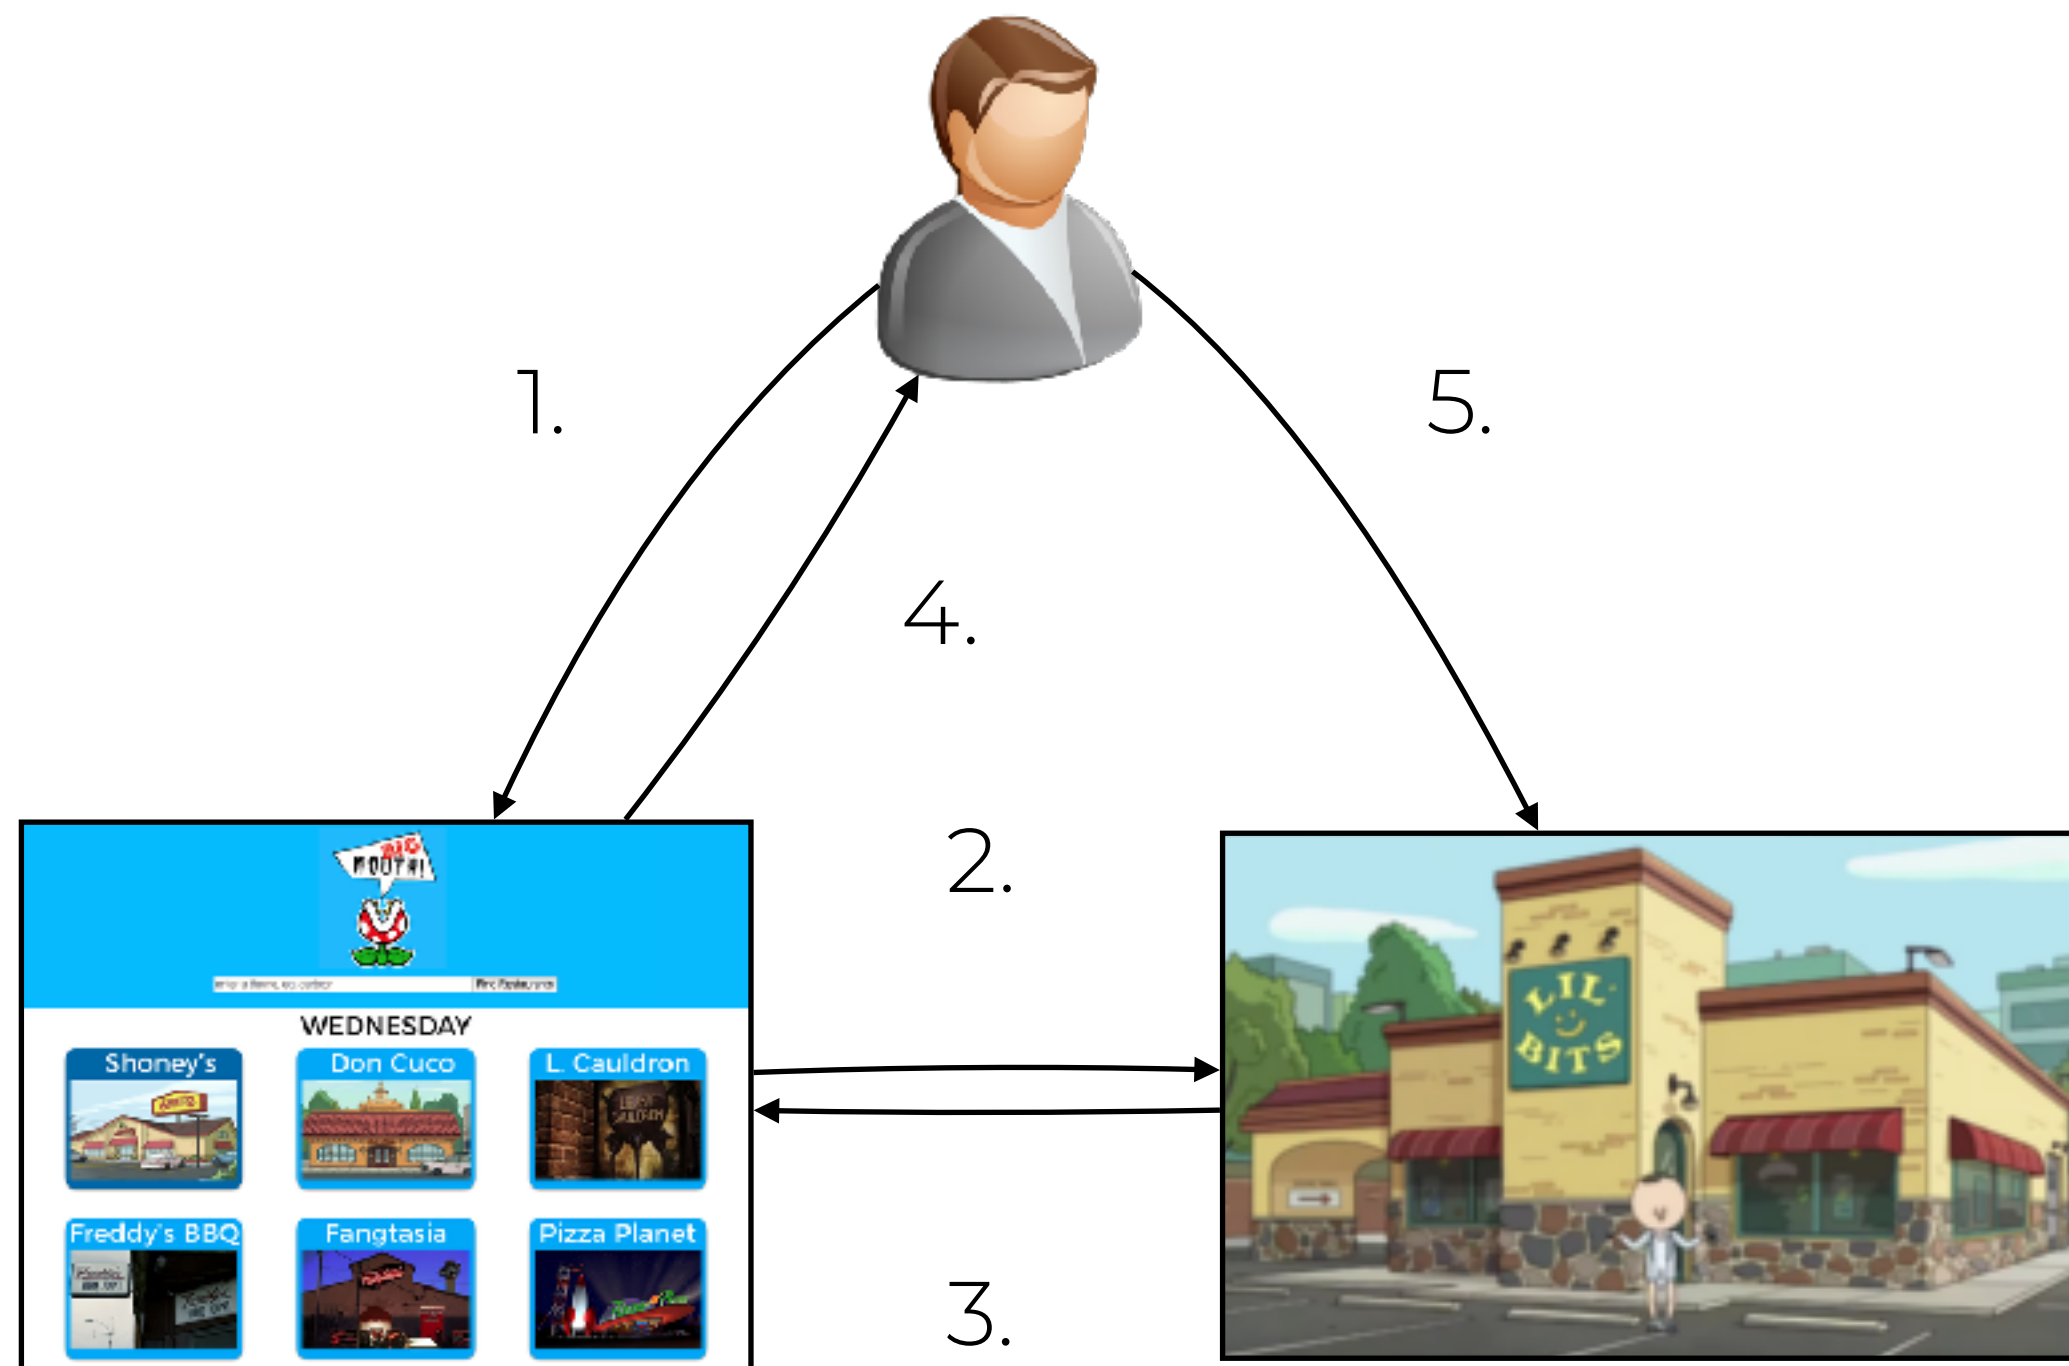 1.
5.
4.
2.
BIG
MOUTH!
WEDNESDAY
Shoney's
Don Cuco
L. Cauldron
LIL
BITS
Freddy's BBQ
Fangtasia
Pizza Planet
3.